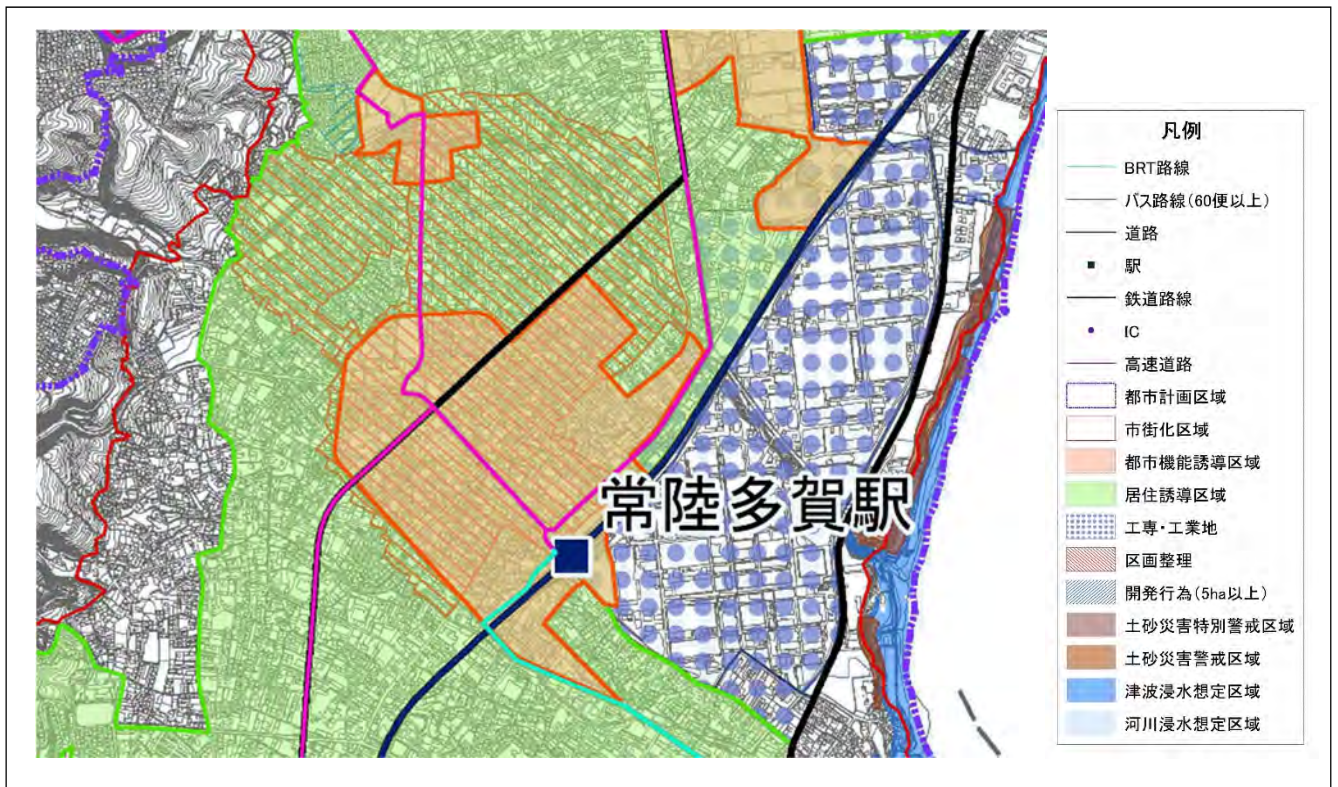 常陸多賀駅
凡例
BRT路線
バス路線(60便以上)
道路
駅
鉄道路線
IC
高速道路
都市計画区域
市街化区域
都市機能誘導区域
居住誘導区域
工専・工業地
区画整理
開発行為(5ha以上)
土砂災害特別警戒区域
土砂災害警戒区域
津波浸水想定区域
河川浸水想定区域